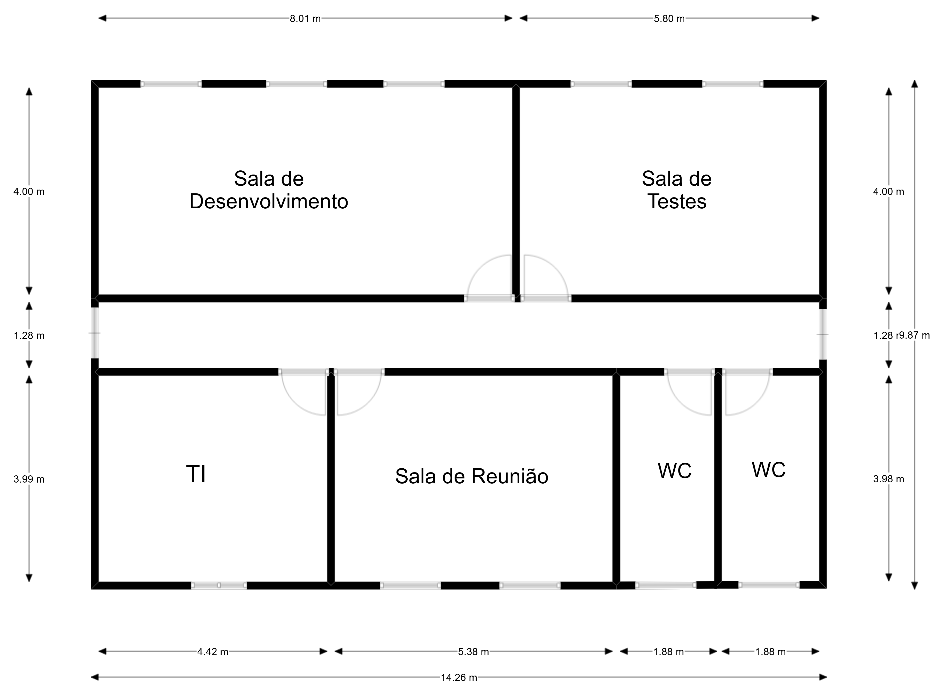 8.01 m
5.80 m
Sala de
Desenvolvimento
Sala de
Testes
4.00 m
4.00 m
1.28 m
1.28 m
9.87 m
TI
Sala de Reunião
WC
WC
3.99 m
3.98 m
4.42 m
5.38 m
1.88 m
1.88 m
14.26 m